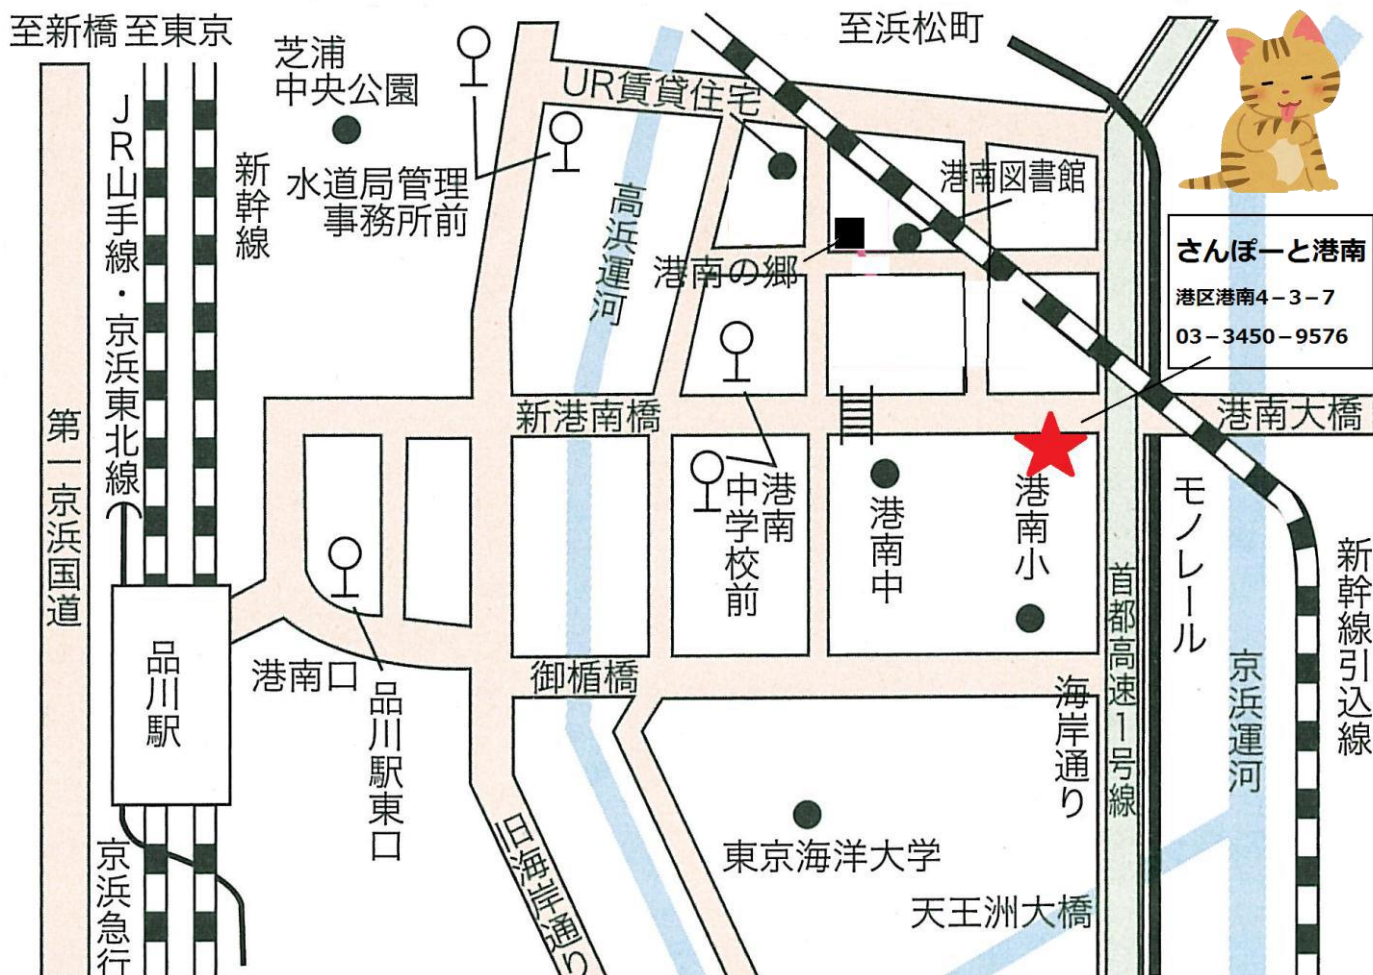 至新橋
至東京
至浜松町
芝浦
中央公園
UR賃貸住宅
JR山手線・京浜東北線
新幹線
水道局管理
事務所前
高浜運河
港南図書館
港南の郷
さんぽーと港南
港区港南4－3－7
03－3450－9576
第一京浜国道
新港南橋
港南大橋
港南
中学校前
港南中
港南小
モノレール
首都高速1号線
新幹線引込線
品川駅
港南口
品川駅東口
御楯橋
海岸通り
京浜運河
京浜急行
旧海岸通り
東京海洋大学
天王洲大橋